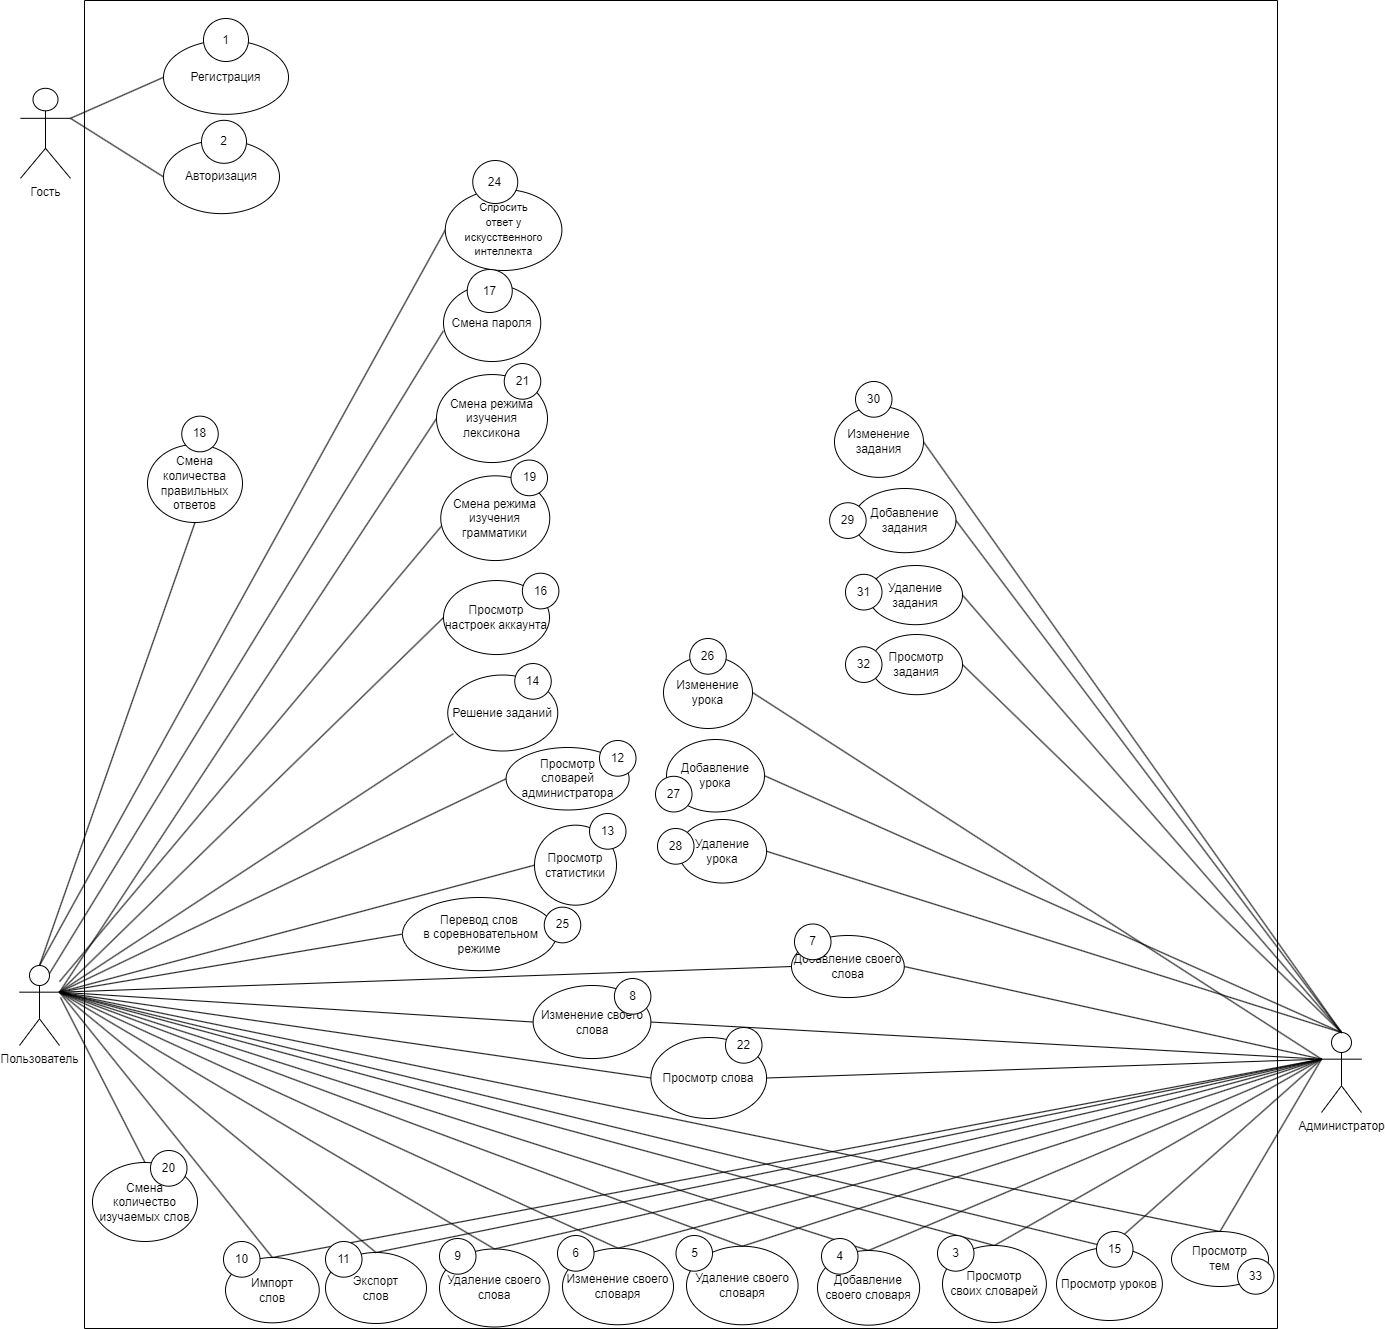 1
Регистрация
2
Авторизация
Гость
24
Спросить
ответ у
искусственного
интеллекта
17
Смена пароля
21
Смена режима
изучения
лексикона
18
Смена
количества
правильных
ответов
19
Смена режима
изучения
грамматики
16
Просмотр
настроек аккаунта
14
Решение заданий
12
Просмотр
словарей
администратора
13
Просмотр
статистики
25
Перевод слов
в соревновательном
режиме
30
Изменение
задания
29
Добавление
задания
31
Удаление
задания
32
Просмотр
задания
26
Изменение
урока
Добавление
урока
27
28
Удаление
урока
7
Добавление своего
слова
8
Изменение своего
слова
22
Просмотр слова
Пользователь
Администратор
20
Смена
количество
изучаемых слов
10
Импорт
слов
11
Экспорт
слов
9
Удаление своего
слова
6
Изменение своего
словаря
5
Удаление своего
словаря
4
Добавление
своего словаря
3
Просмотр
своих словарей
15
Просмотр уроков
Просмотр
тем
33